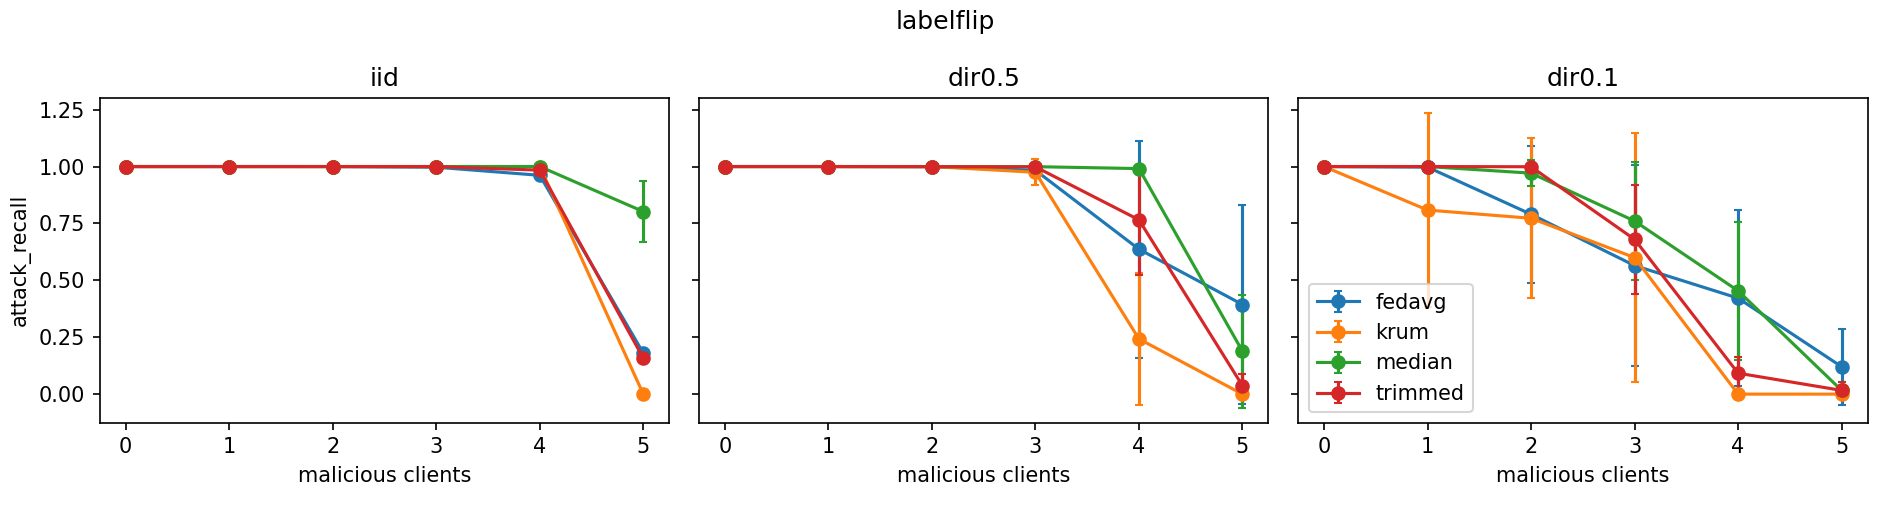 labelflip
iid
dir0.5
dir0.1
attack_recall
1.25
1.00
0.75
0.50
0.25
0.00
0 1 2 3 4 5
0 1 2 3 4 5
0 1 2 3 4 5
malicious clients
malicious clients
malicious clients
fedavg
krum
median
trimmed